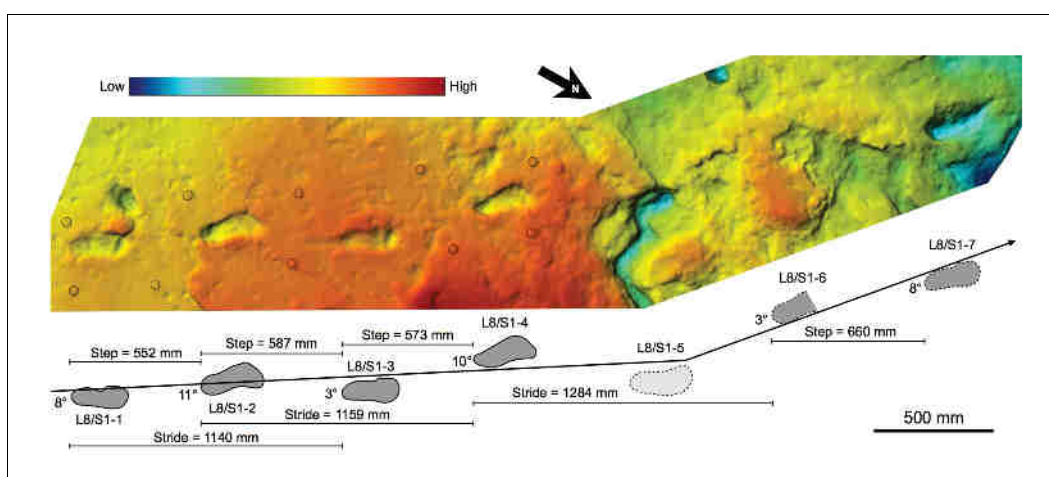 Low
High
N
L8/S1-7
L8/S1-6
8°
3°
Step = 660 mm
L8/S1-4
Step = 573 mm
Step = 587 mm
L8/S1-5
Step = 552 mm
L8/S1-3
10°
8°
11°
3°
L8/S1-2
L8/S1-1
Stride = 1284 mm
Stride = 1159 mm
Stride = 1140 mm
500 mm